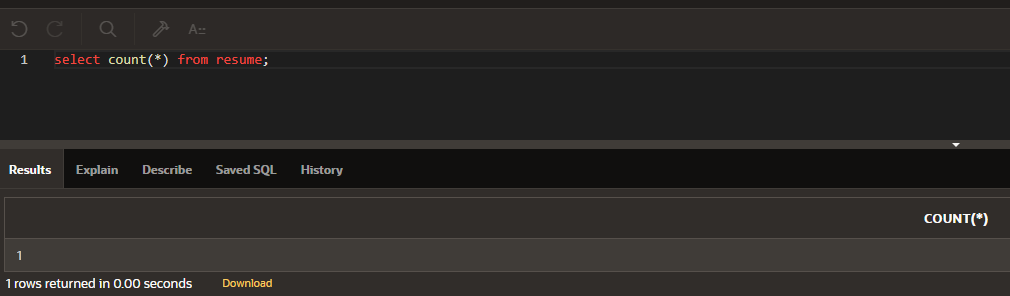 A::
1 select count(*) from resume;
Results Explain Describe Saved SQL History
COUNT(*)
1
1 rows returned in 0.00 seconds Download